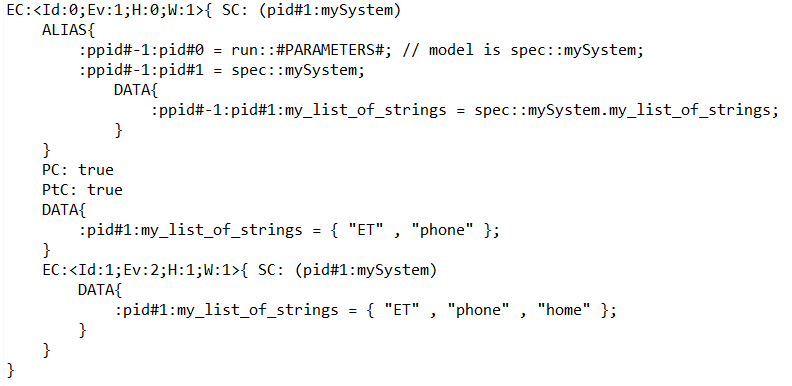 EC:<Id:0;Ev:1;H:0;W:1>{ SC: (pid#1:mySystem)
    ALIAS{
        :ppid#-1:pid#0 = run::#PARAMETERS#; // model is spec::mySystem;
        :ppid#-1:pid#1 = spec::mySystem;
            DATA{
                :ppid#-1:pid#1:my_list_of_strings = spec::mySystem.my_list_of_strings;
            }
    }
    PC: true
    PtC: true
    DATA{
        :pid#1:my_list_of_strings = { "ET" , "phone" };
    }
    EC:<Id:1;Ev:2;H:1;W:1>{ SC: (pid#1:mySystem)
        DATA{
            :pid#1:my_list_of_strings = { "ET" , "phone" , "home" };
        }
    }
}